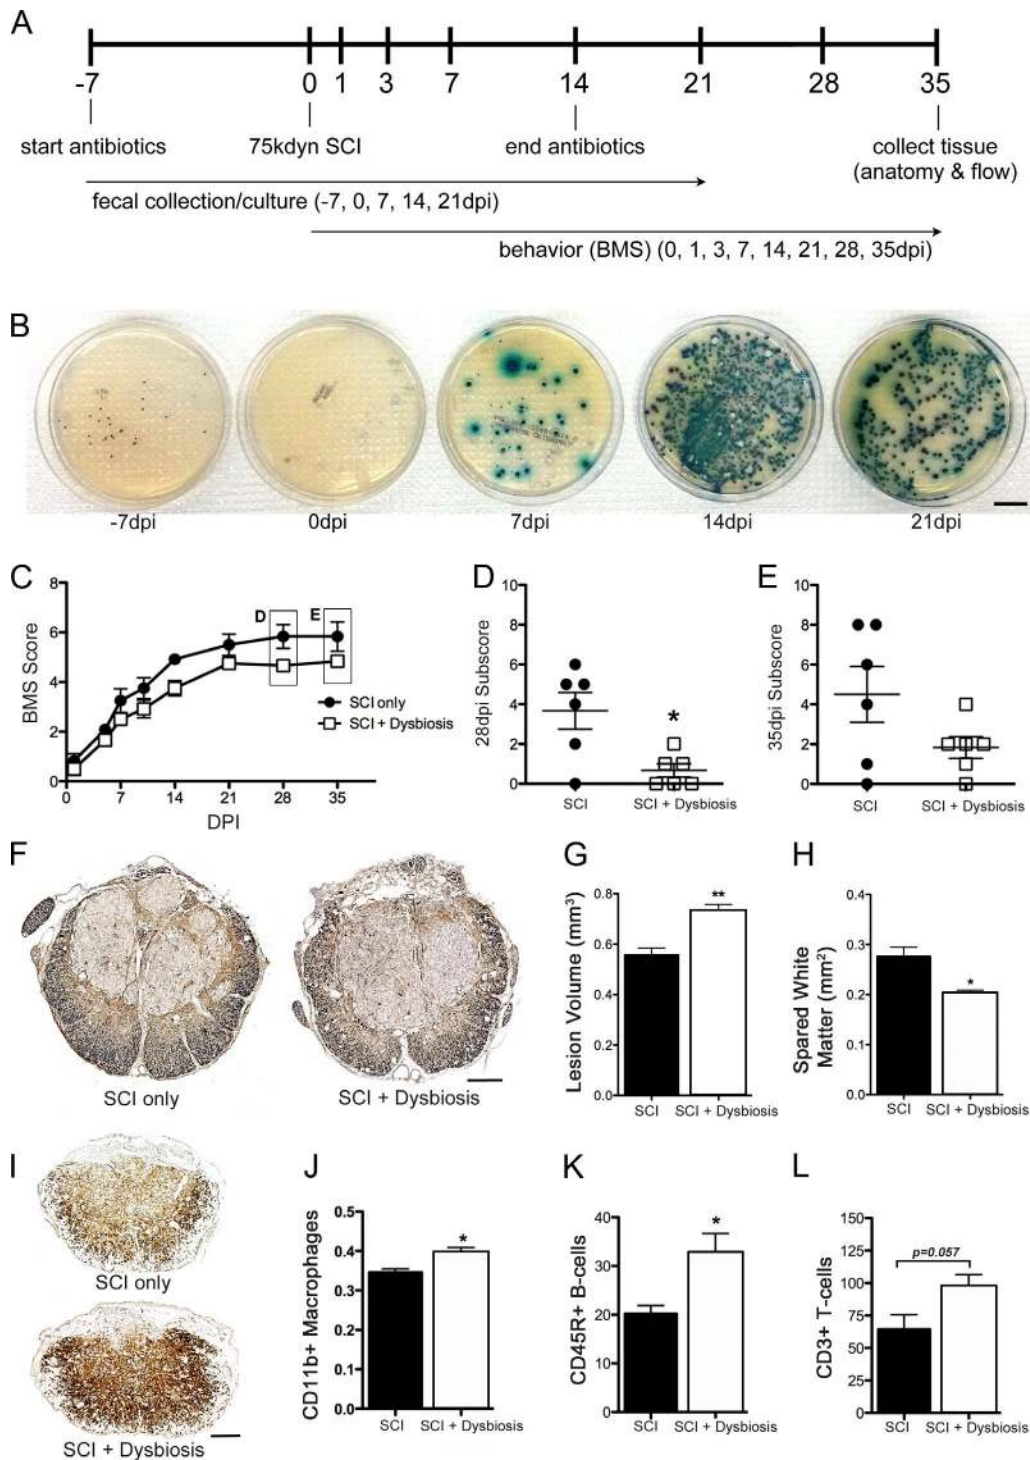 A
-7 0 1 3 7 14 21 28 35
start antibiotics 75kdyn SCI end antibiotics collect tissue
(anatomy & flow)
fecal collection/culture (-7, 0, 7, 14, 21dpi)
behavior (BMS) (0, 1, 3, 7, 14, 21, 28, 35dpi)
B
-7dpi 0dpi 7dpi 14dpi 21dpi
C
BMS Score
8
6
4
2
0
0 7 14 21 28 35
DPI
D E
SCI only
SCI + Dysbiosis
D
28dpi Subscore
10
8
6
4
2
0
*
SCI SCI + Dysbiosis
E
35dpi Subscore
10
8
6
4
2
0
SCI SCI + Dysbiosis
F
SCI only SCI + Dysbiosis
G
Lesion Volume (mm³)
0.8
0.6
0.4
0.2
0.0
**
SCI SCI + Dysbiosis
H
Spared White
Matter (mm²)
0.4
0.3
0.2
0.1
0.0
*
SCI SCI + Dysbiosis
I
SCI only
SCI + Dysbiosis
J
CD11b+ Macrophages
0.5
0.4
0.3
0.2
0.1
0.0
*
SCI SCI + Dysbiosis
K
CD45R+ B-cells
40
30
20
10
0
*
SCI SCI + Dysbiosis
L
CD3+ T-cells
150
125
100
75
50
25
0
p=0.057
SCI SCI + Dysbiosis